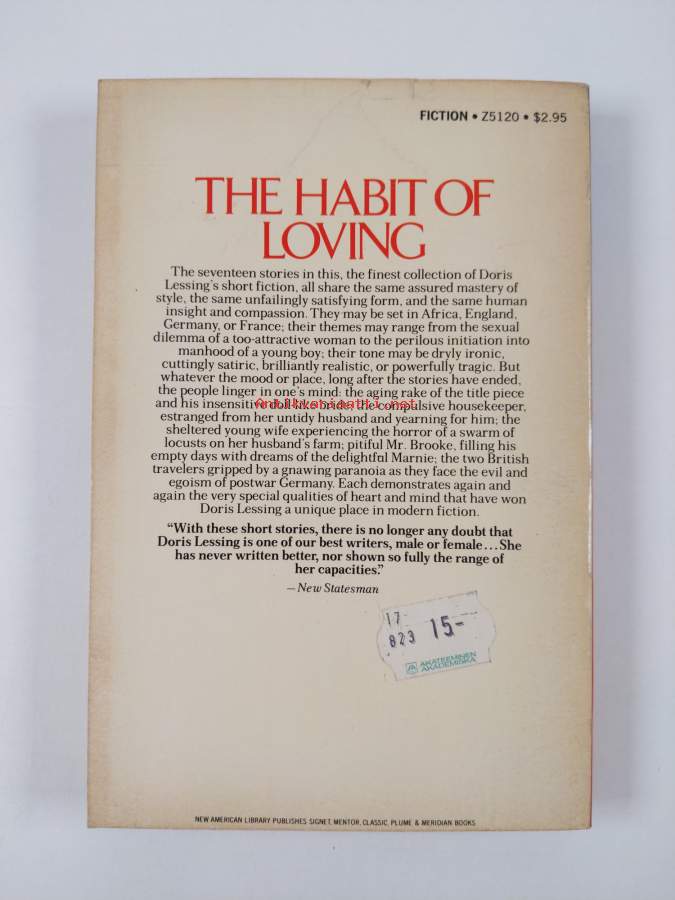 FICTION • Z5120 • $2.95
THE HABIT OF
LOVING
The seventeen stories in this, the finest collection of Doris
Lessing's short fiction, all share the same assured mastery of
style, the same unfailingly satisfying form, and the same human
insight and compassion. They may be set in Africa, England,
Germany, or France; their themes may range from the sexual
dilemma of a too-attractive woman to the perilous initiation into
manhood of a young boy; their tone may be dryly ironic,
cuttingly satiric, brilliantly realistic, or powerfully tragic. But
whatever the mood or place, long after the stories have ended,
the people linger in one's mind: the aging rake of the title piece
and his insensitive doll-like bride; the compulsive housekeeper,
Antikvariaatti.net
estranged from her untidy husband and yearning for him; the
sheltered young wife experiencing the horror of a swarm of
locusts on her husband's farm; pitiful Mr. Brooke, filling his
empty days with dreams of the delightful Marnie; the two British
travelers gripped by a gnawing paranoia as they face the evil and
egoism of postwar Germany. Each demonstrates again and
again the very special qualities of heart and mind that have won
Doris Lessing a unique place in modern fiction.
"With these short stories, there is no longer any doubt that
Doris Lessing is one of our best writers, male or female...She
has never written better, nor shown so fully the range of
her capacities."
—New Statesman
17-
823 15-
AKATEEMINEN
AKADEMISKA
NEW AMERICAN LIBRARY PUBLISHES SIGNET, MENTOR, CLASSIC, PLUME & MERIDIAN BOOKS